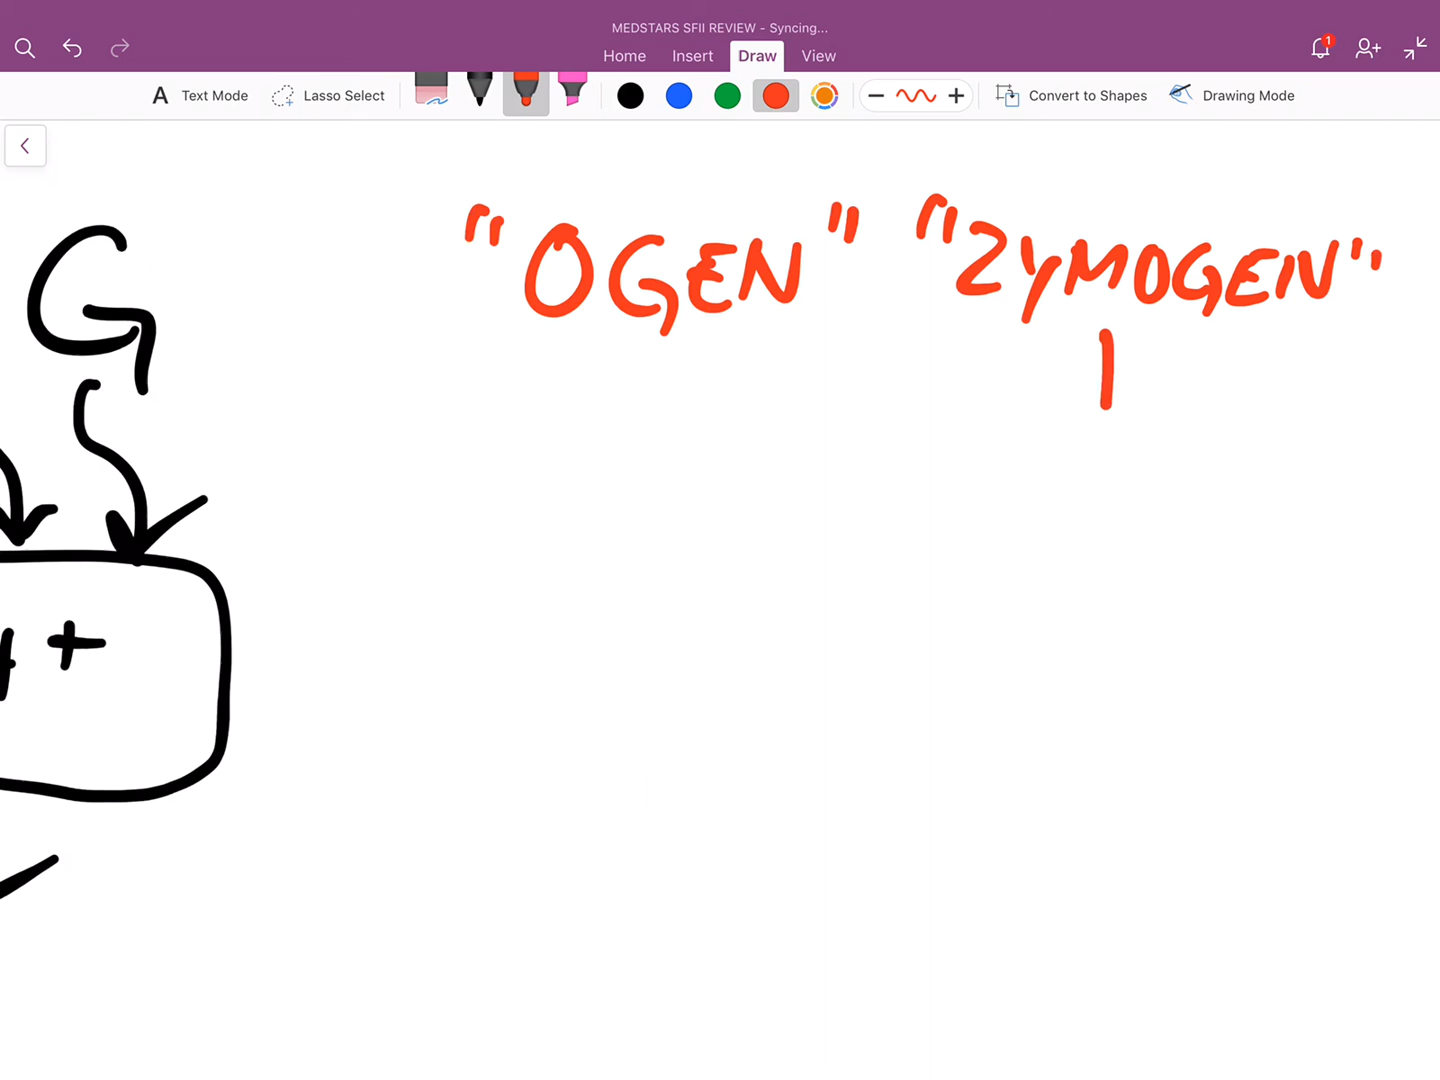 MEDSTARS SFII REVIEW - Syncing...
Home Insert Draw View
1
A Text Mode Lasso Select Convert to Shapes Drawing Mode
"OGEN" "ZYMOGEN"
G
+